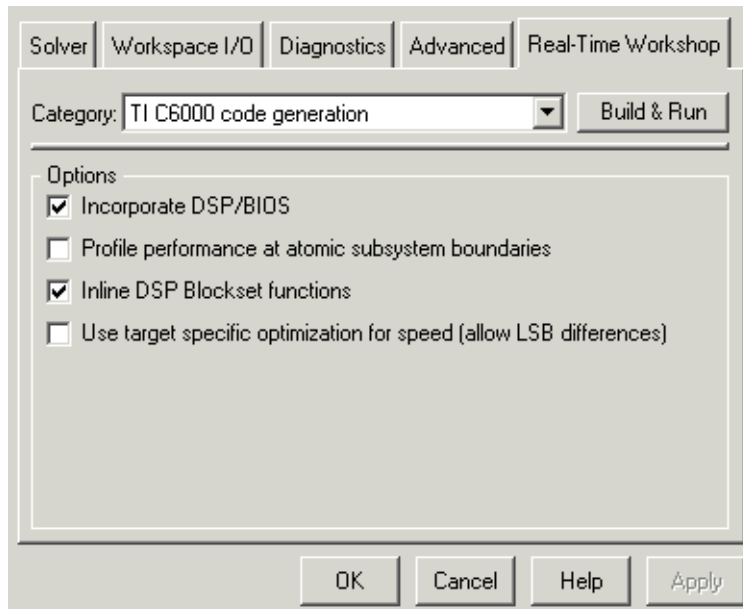 Solver Workspace I/O Diagnostics Advanced Real-Time Workshop
Category: TI C6000 code generation Build & Run
Options
Incorporate DSP/BIOS
Profile performance at atomic subsystem boundaries
Inline DSP Blockset functions
Use target specific optimization for speed (allow LSB differences)
OK Cancel Help Apply